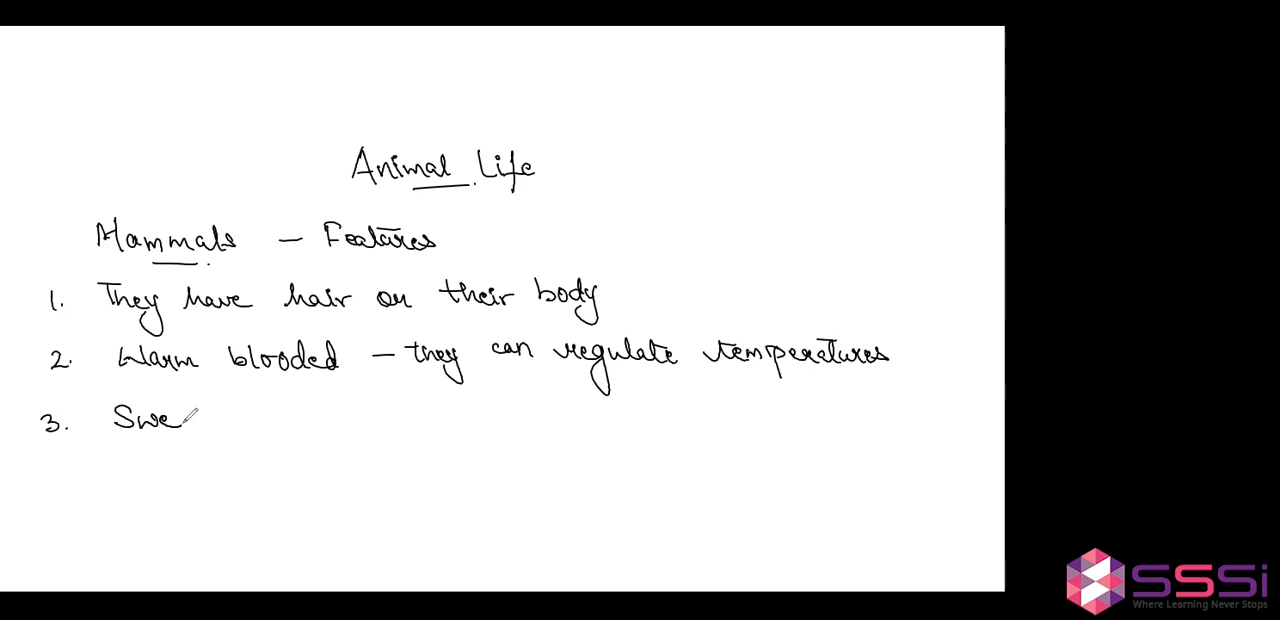 Animal Life
Mammals - Features
1. They have hair on their body
2. Warm blooded - they can regulate temperatures
3. Swe
SSSi
Where Learning Never Stops